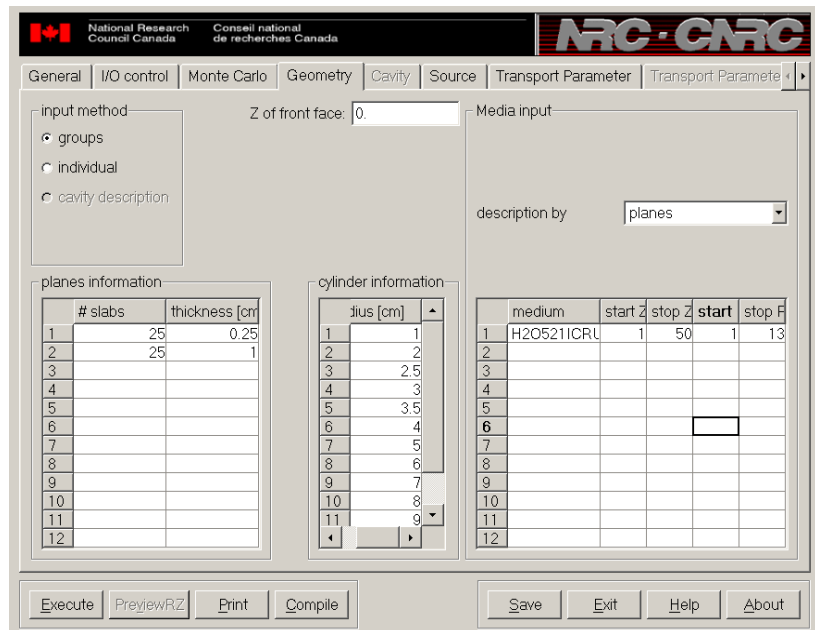 National Research Council Canada
Conseil national de recherches Canada
NRC · CNRC
General I/O control Monte Carlo Geometry Cavity Source Transport Parameter Transport Paramete
input method
groups
individual
cavity description
Z of front face: 0.
Media input
description by planes
planes information
# slabs thickness [cm
1 25 0.25
2 25 1
3
4
5
6
7
8
9
10
11
12
cylinder information
dius [cm]
1 1
2 2
3 2.5
4 3
5 3.5
6 4
7 5
8 6
9 7
10 8
11 9
medium start Z stop Z start stop R
1 H2O521ICRU 1 50 1 13
2
3
4
5
6
7
8
9
10
11
12
Execute PreviewRZ Print Compile Save Exit Help About